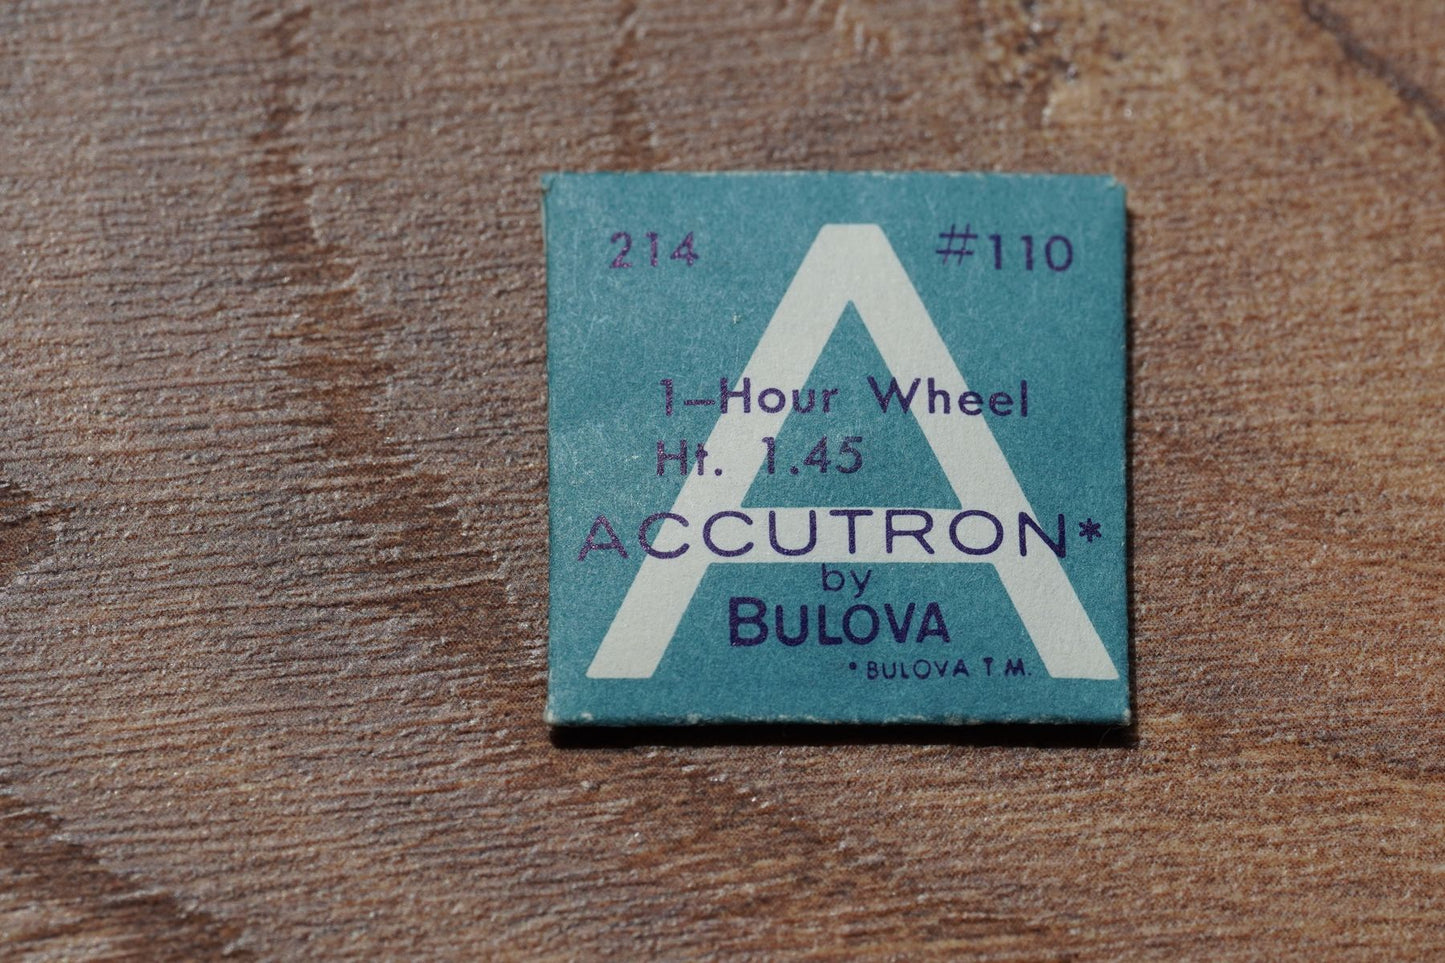 214 #110
1-Hour Wheel
Ht. 1.45
ACCUTRON*
by
BULOVA
*BULOVA T.M.